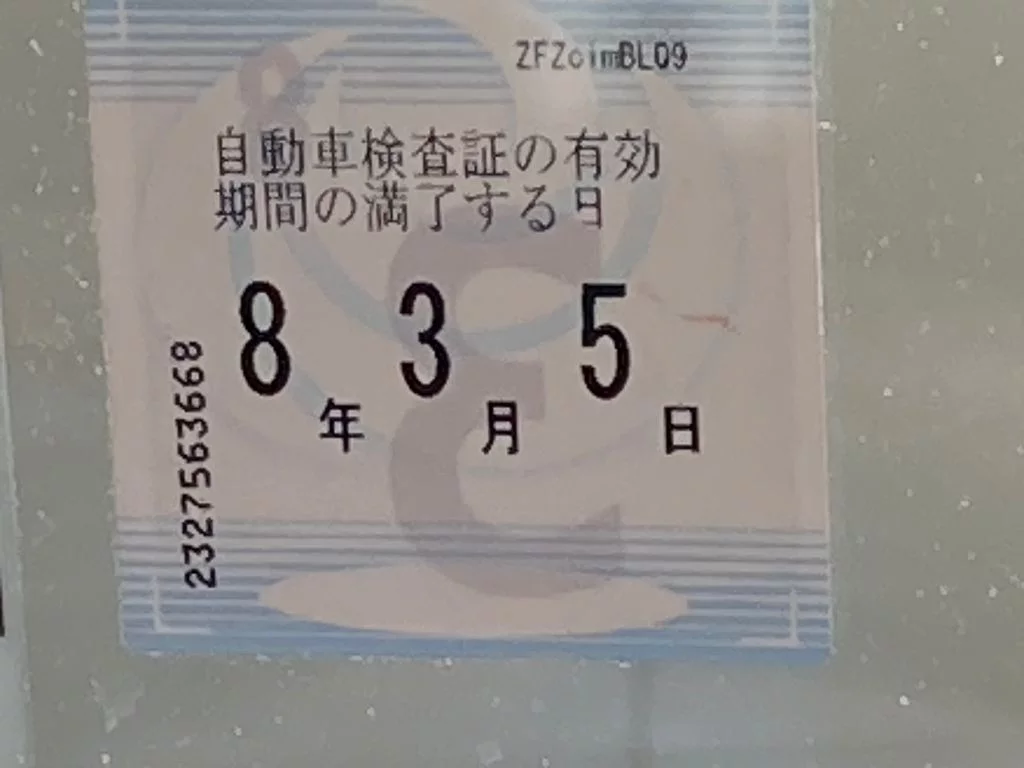 ZFZoimBL09
自動車検査証の有効
期間の満了する日
8年 3月 5日
2327563668